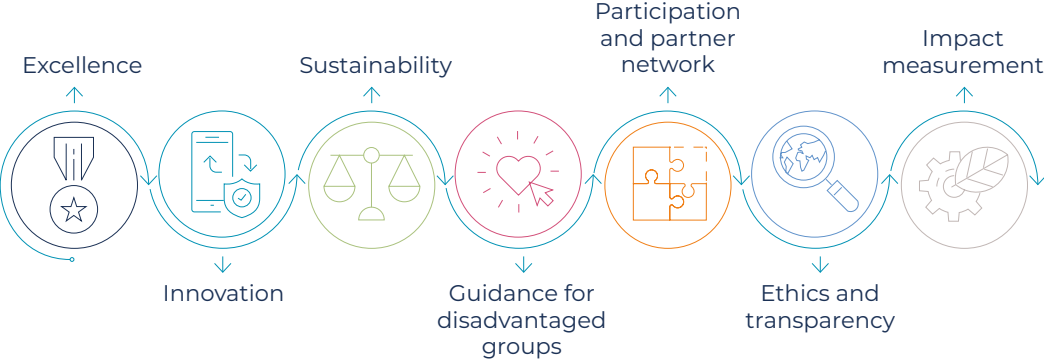 Excellence
Innovation
Sustainability
Guidance for
disadvantaged
groups
Participation
and partner
network
Ethics and
transparency
Impact
measurement